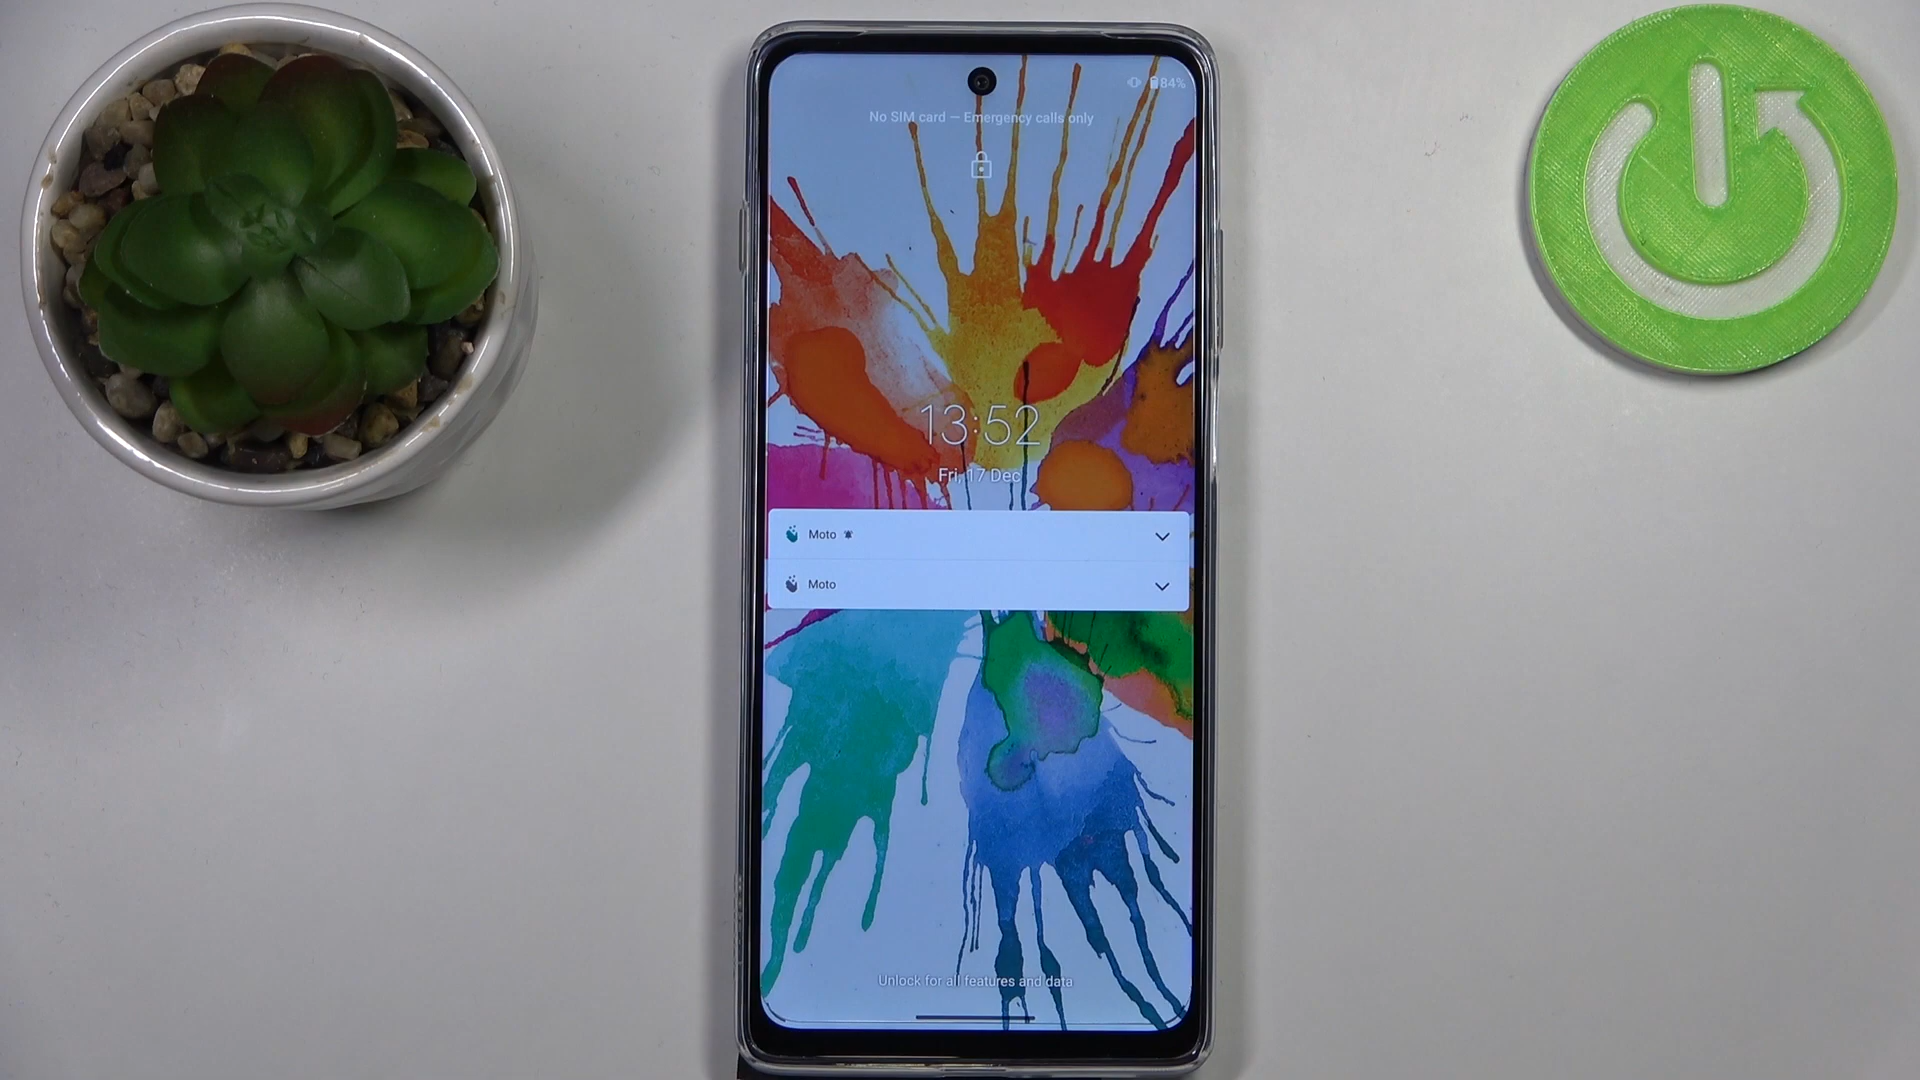 84%
No SIM card — Emergency calls only
13:52
Fri, 17 Dec
Moto
Moto
Unlock for all features and data